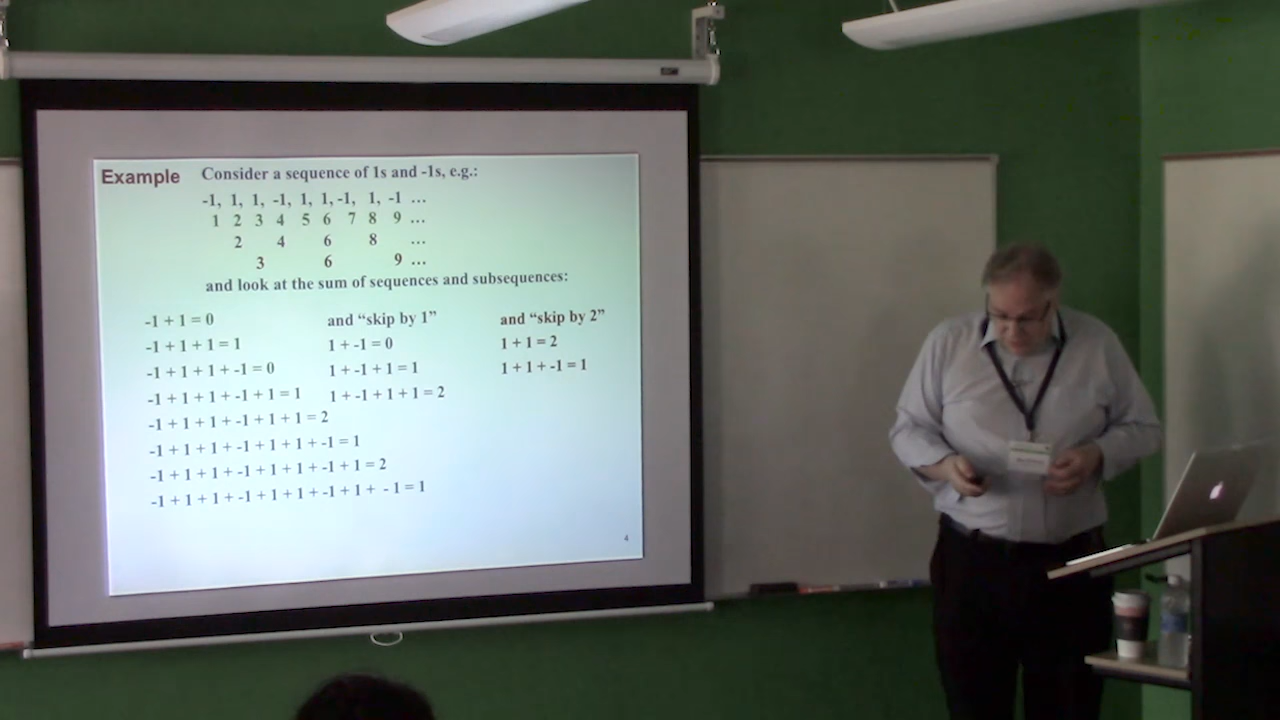 Example Consider a sequence of 1s and -1s, e.g.:
-1, 1, 1, -1, 1, 1, -1, 1, -1 ...
1 2 3 4 5 6 7 8 9 ...
2 4 6 8 ...
3 6 9 ...
and look at the sum of sequences and subsequences:
-1 + 1 = 0 and “skip by 1” and “skip by 2”
-1 + 1 + 1 = 1 1 + -1 = 0 1 + 1 = 2
-1 + 1 + 1 + -1 = 0 1 + -1 + 1 = 1 1 + 1 + -1 = 1
-1 + 1 + 1 + -1 + 1 = 1 1 + -1 + 1 + 1 = 2
-1 + 1 + 1 + -1 + 1 + 1 = 2
-1 + 1 + 1 + -1 + 1 + 1 + -1 = 1
-1 + 1 + 1 + -1 + 1 + 1 + -1 + 1 = 2
-1 + 1 + 1 + -1 + 1 + 1 + -1 + 1 + - 1 = 1
4